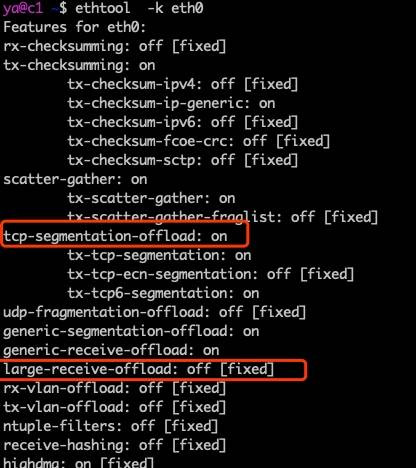 ya@c1 ~$ ethtool  -k eth0
Features for eth0:
rx-checksumming: off [fixed]
tx-checksumming: on
        tx-checksum-ipv4: off [fixed]
        tx-checksum-ip-generic: on
        tx-checksum-ipv6: off [fixed]
        tx-checksum-fcoe-crc: off [fixed]
        tx-checksum-sctp: off [fixed]
scatter-gather: on
        tx-scatter-gather: on
        tx-scatter-gather-fraglist: off [fixed]
tcp-segmentation-offload: on
        tx-tcp-segmentation: on
        tx-tcp-ecn-segmentation: off [fixed]
        tx-tcp6-segmentation: on
udp-fragmentation-offload: off [fixed]
generic-segmentation-offload: on
generic-receive-offload: on
large-receive-offload: off [fixed]
rx-vlan-offload: off [fixed]
tx-vlan-offload: off [fixed]
ntuple-filters: off [fixed]
receive-hashing: off [fixed]
highdma: on [fixed]